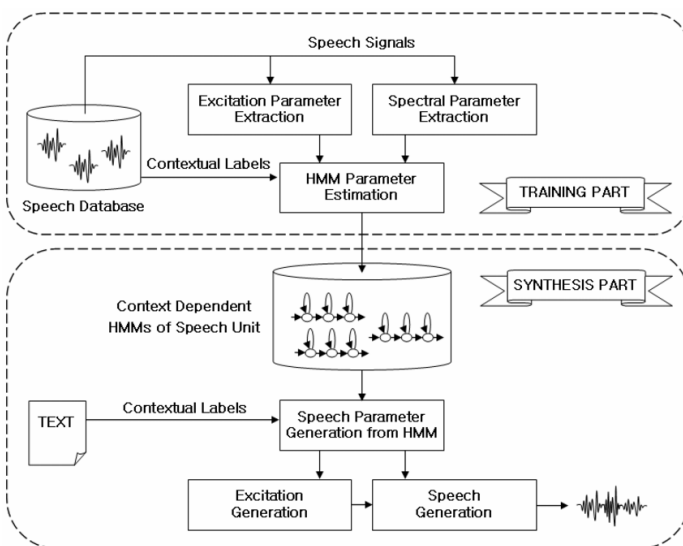 Speech Signals
Excitation Parameter
Extraction
Spectral Parameter
Extraction
Contextual Labels
HMM Parameter
Estimation
Speech Database
TRAINING PART
SYNTHESIS PART
Context Dependent
HMMs of Speech Unit
TEXT
Contextual Labels
Speech Parameter
Generation from HMM
Excitation
Generation
Speech
Generation